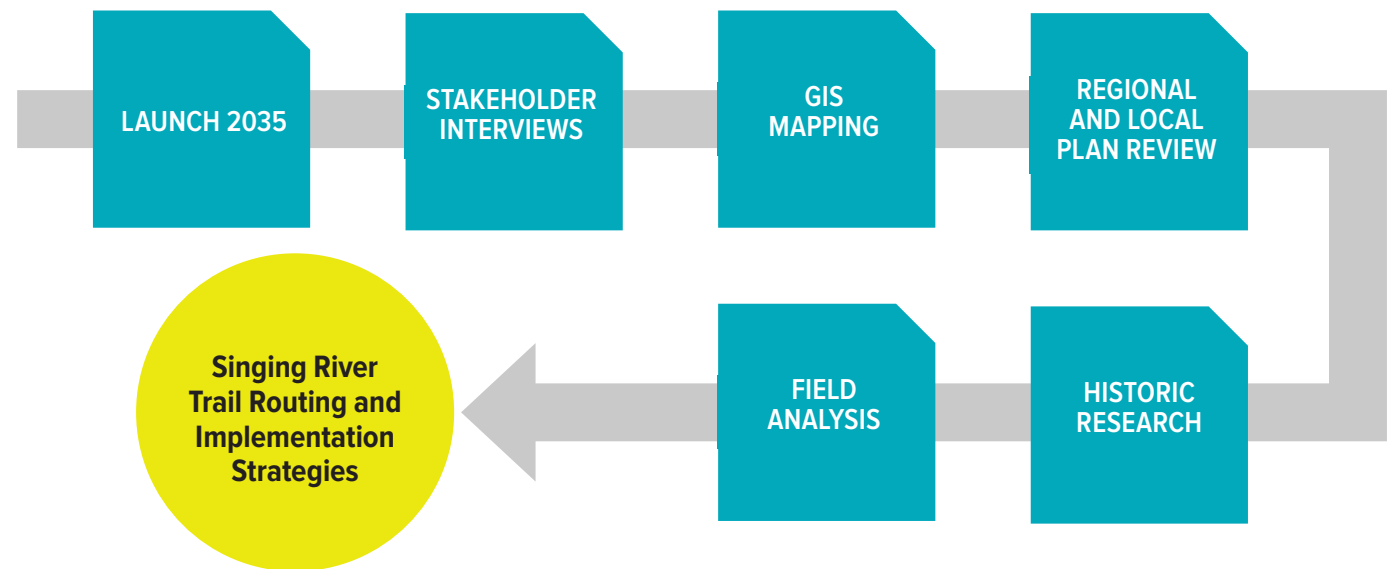 LAUNCH 2035
STAKEHOLDER
INTERVIEWS
GIS
MAPPING
REGIONAL
AND LOCAL
PLAN REVIEW
HISTORIC
RESEARCH
FIELD
ANALYSIS
Singing River
Trail Routing and
Implementation
Strategies